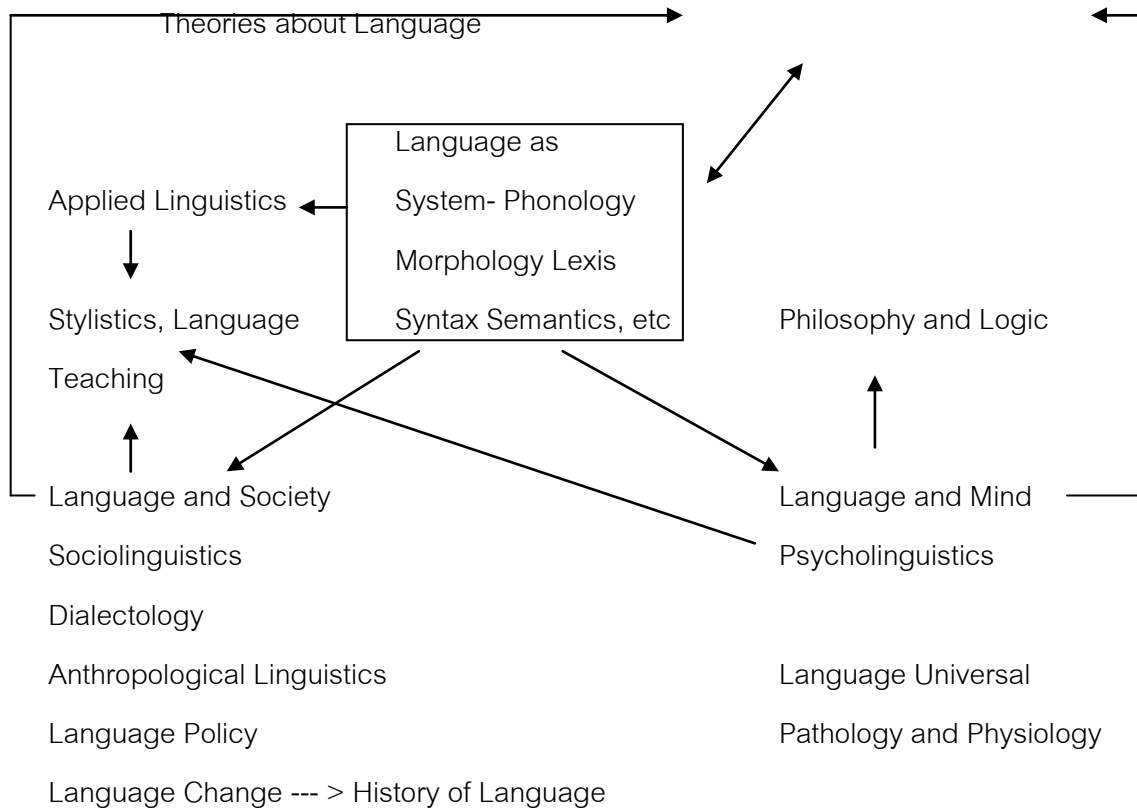 Theories about Language
Language as
Applied Linguistics
System- Phonology
Morphology Lexis
Stylistics, Language
Syntax Semantics, etc
Philosophy and Logic
Teaching
Language and Society
Language and Mind
Sociolinguistics
Psycholinguistics
Dialectology
Anthropological Linguistics
Language Universal
Language Policy
Pathology and Physiology
Language Change --- > History of Language